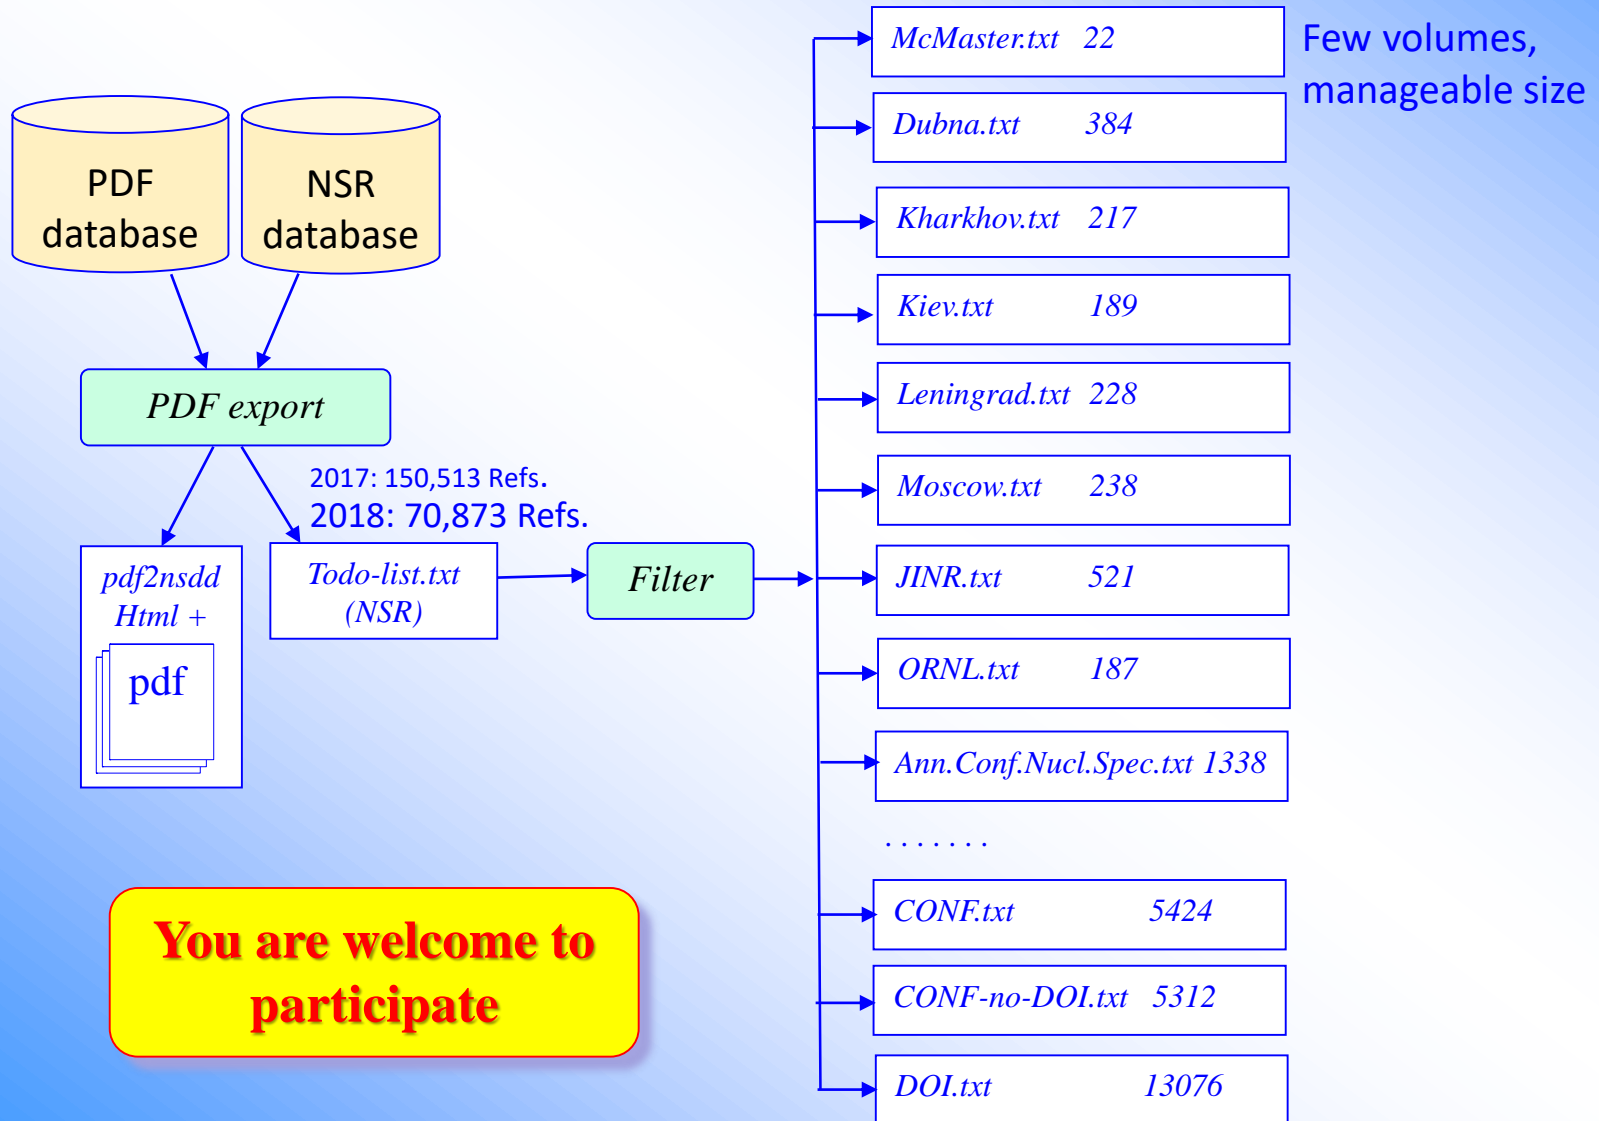 McMaster.txt 22
Few volumes,
manageable size
Dubna.txt 384
PDF
database
NSR
database
Kharkhov.txt 217
Kiev.txt 189
PDF export
Leningrad.txt 228
2017: 150,513 Refs.
2018: 70,873 Refs.
Moscow.txt 238
pdf2nsdd
Html +
pdf
Todo-list.txt
(NSR)
Filter
JINR.txt 521
ORNL.txt 187
Ann.Conf.Nucl.Spec.txt 1338
. . . . . . .
CONF.txt 5424
You are welcome to
participate
CONF-no-DOI.txt 5312
DOI.txt 13076